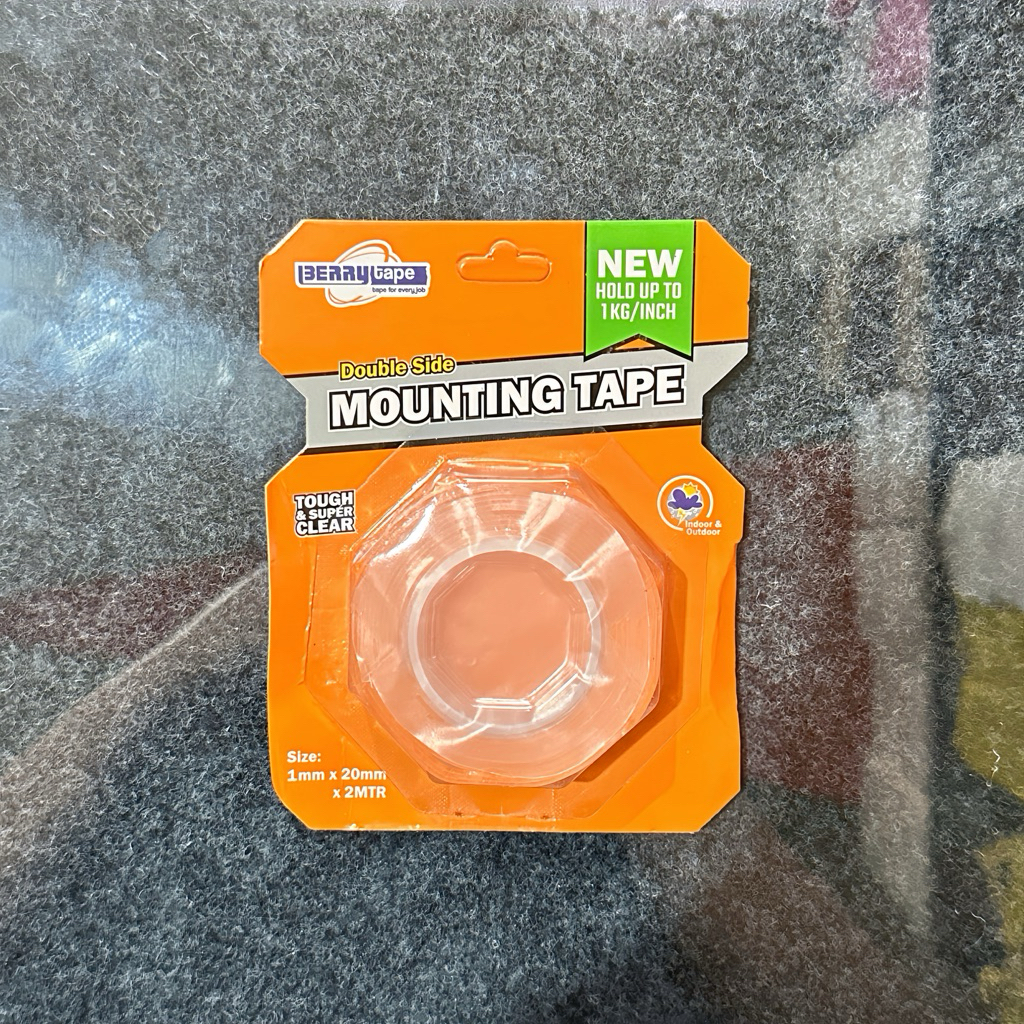 BERRY tape
tape for every job
NEW
HOLD UP TO
1KG/INCH
Double Side
MOUNTING TAPE
TOUGH
& SUPER
CLEAR
Indoor &
Outdoor
Size:
1mm x 20mm
x 2MTR